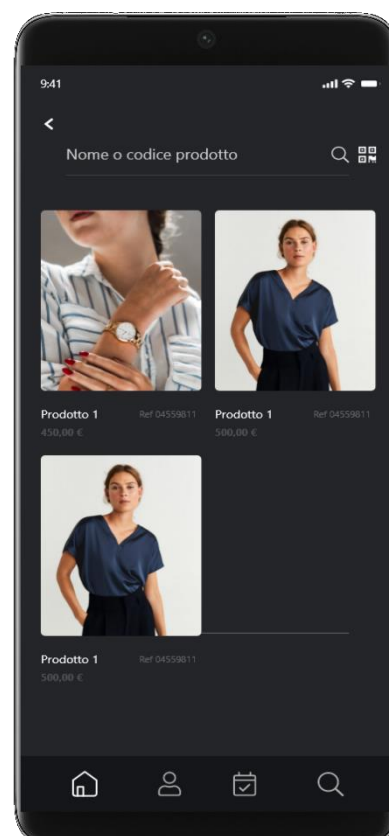 9:41
Nome o codice prodotto
Prodotto 1 Ref 04559811 Prodotto 1 Ref 04559811
450,00 € 500,00 €
Prodotto 1 Ref 04559811
500,00 €